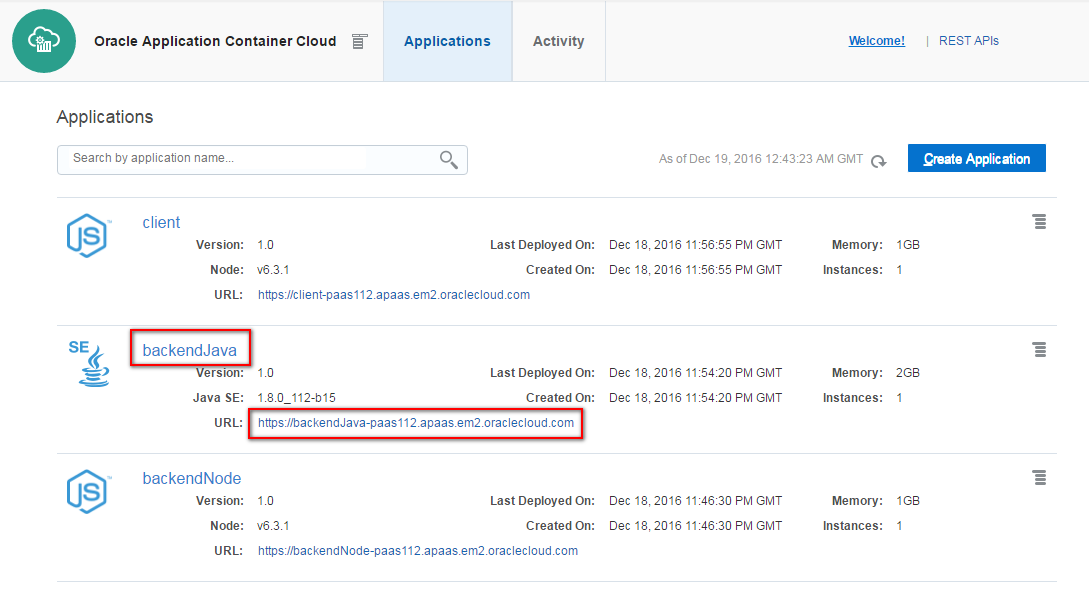 Oracle Application Container Cloud Applications Activity Welcome! | REST APIs
Applications
Search by application name... As of Dec 19, 2016 12:43:23 AM GMT Create Application
JS client
Version: 1.0 Last Deployed On: Dec 18, 2016 11:56:55 PM GMT Memory: 1GB
Node: v6.3.1 Created On: Dec 18, 2016 11:56:55 PM GMT Instances: 1
URL: https://client-paas112.apaas.em2.oraclecloud.com
SE backendJava
Version: 1.0 Last Deployed On: Dec 18, 2016 11:54:20 PM GMT Memory: 2GB
Java SE: 1.8.0_112-b15 Created On: Dec 18, 2016 11:54:20 PM GMT Instances: 1
URL: https://backendJava-paas112.apaas.em2.oraclecloud.com
JS backendNode
Version: 1.0 Last Deployed On: Dec 18, 2016 11:46:30 PM GMT Memory: 1GB
Node: v6.3.1 Created On: Dec 18, 2016 11:46:30 PM GMT Instances: 1
URL: https://backendNode-paas112.apaas.em2.oraclecloud.com